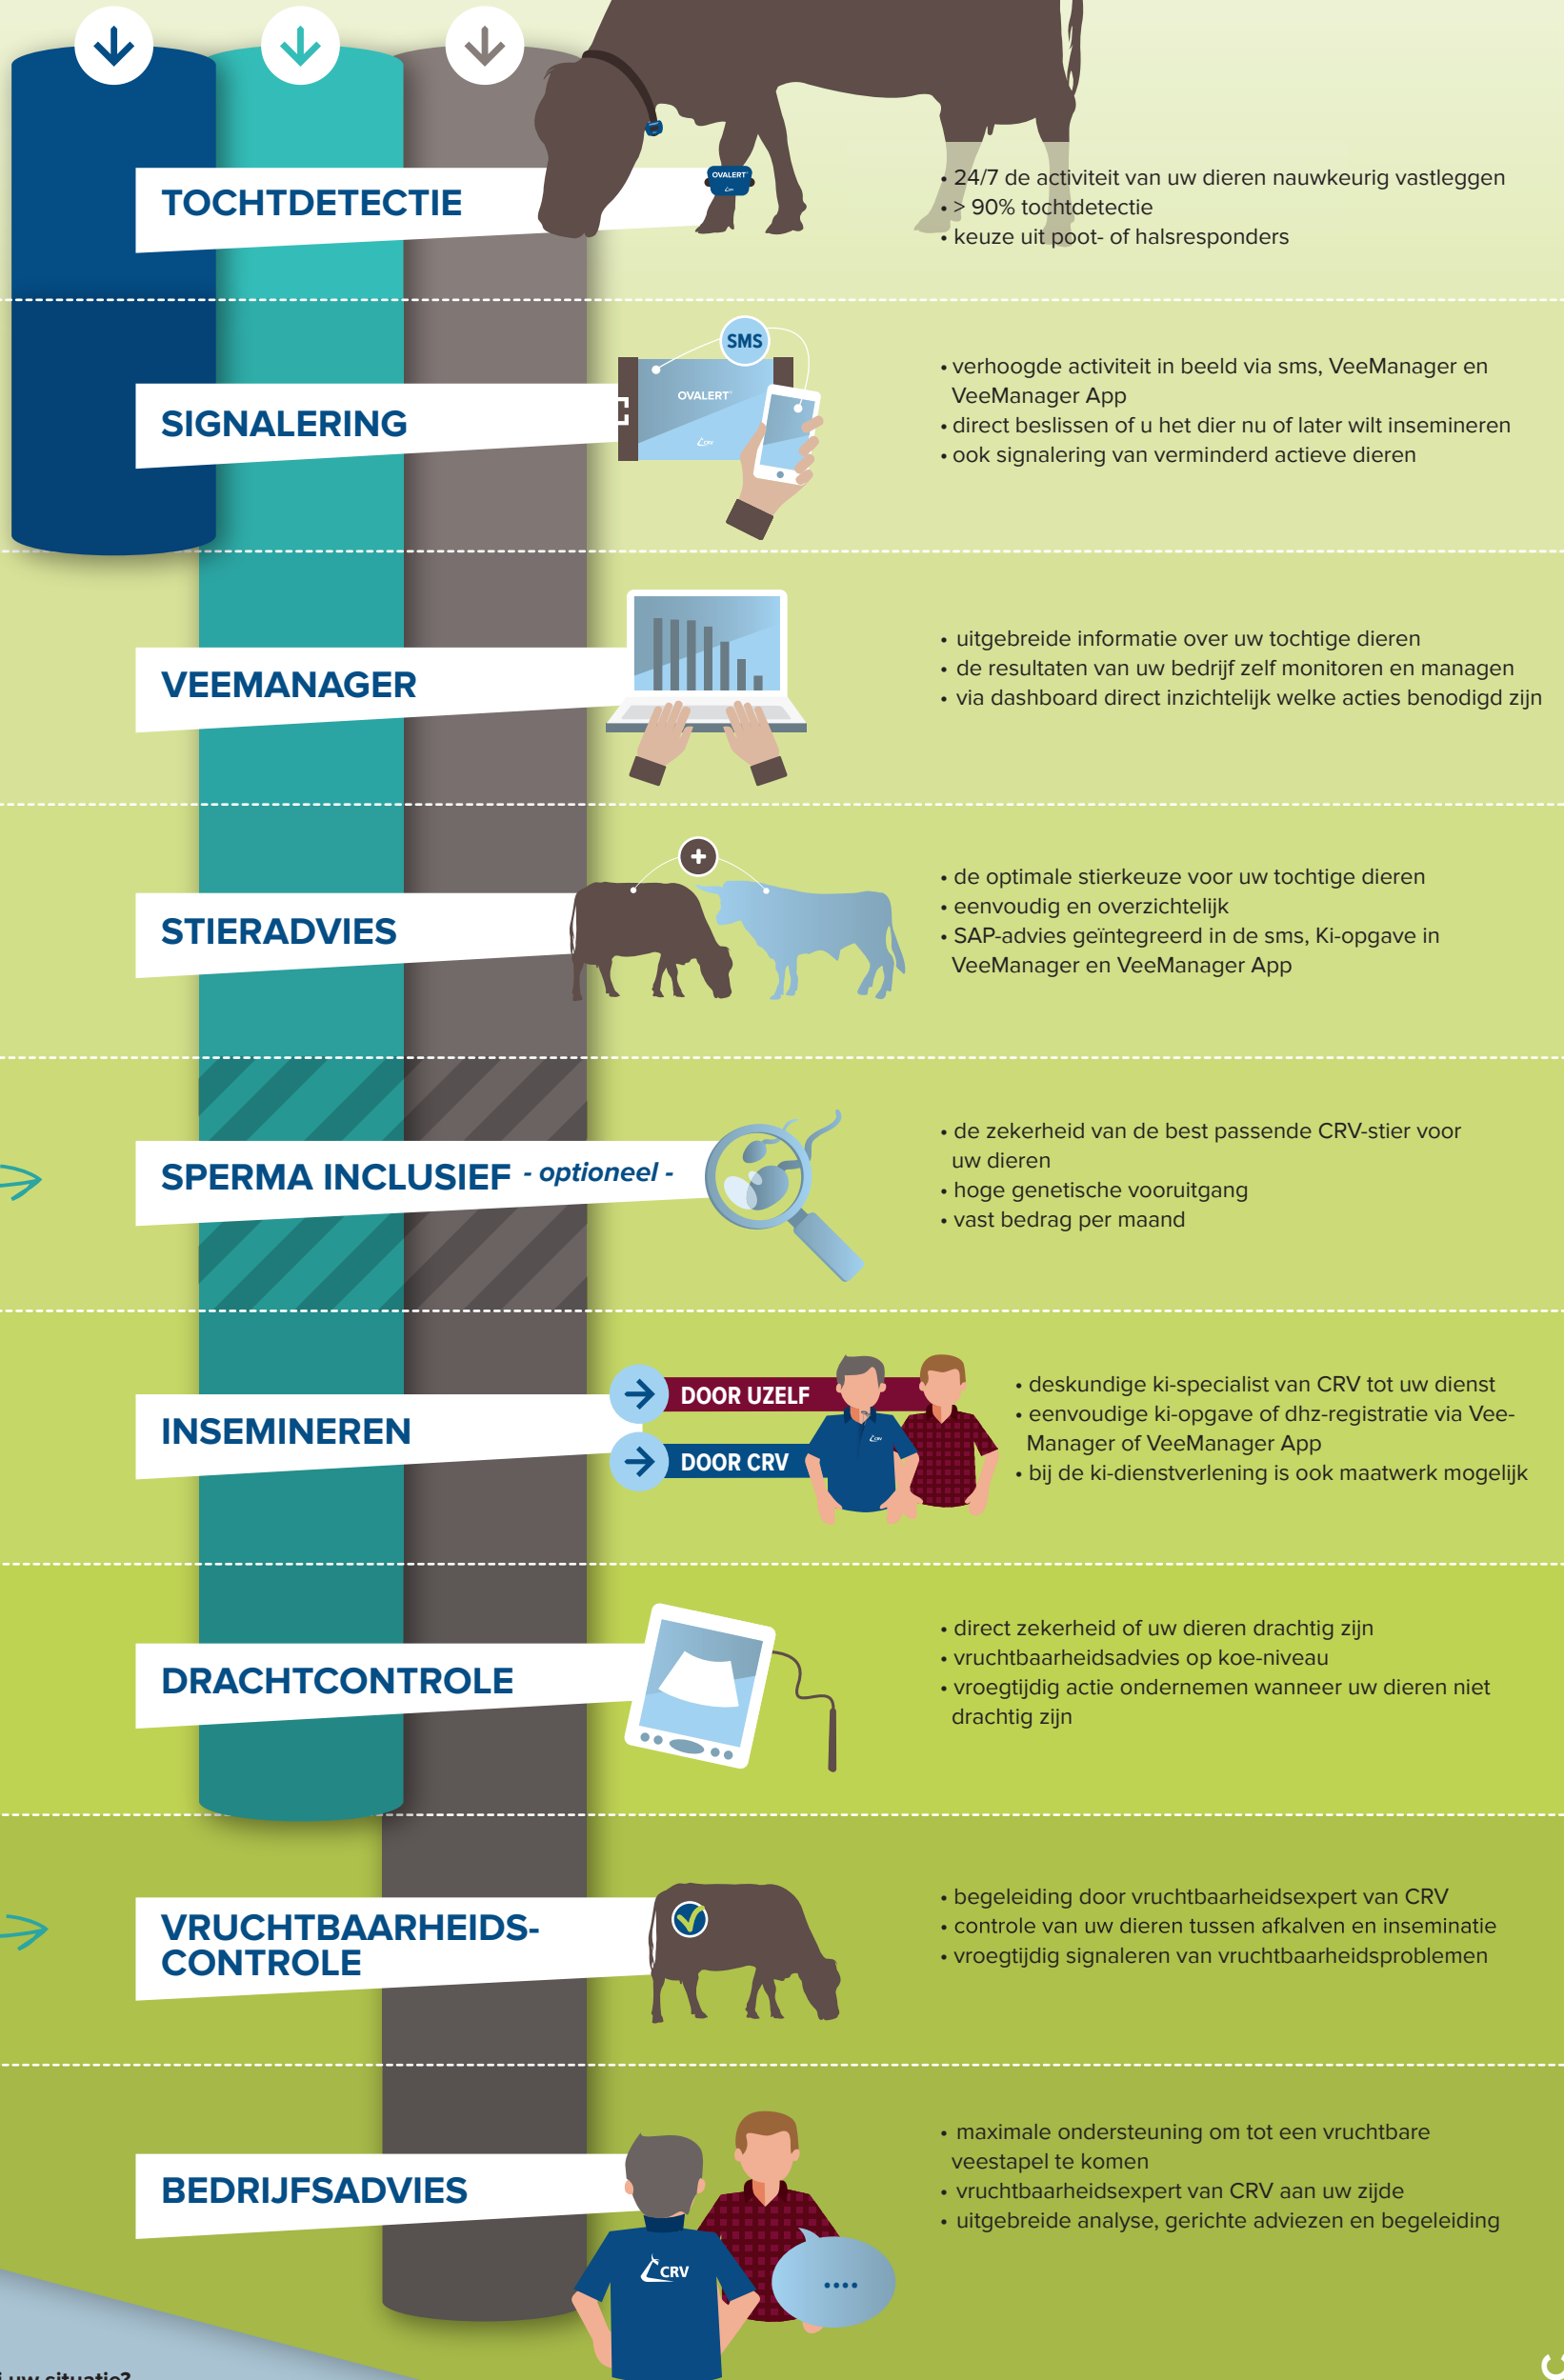 TOCHTDETECTIE
OVALERT
• 24/7 de activiteit van uw dieren nauwkeurig vastleggen
• > 90% tochtdetectie
• keuze uit poot- of halsresponders
SIGNALERING
SMS
OVALERT
CRV
• verhoogde activiteit in beeld via sms, VeeManager en
VeeManager App
• direct beslissen of u het dier nu of later wilt insemineren
• ook signalering van verminderd actieve dieren
VEEMANAGER
• uitgebreide informatie over uw tochtige dieren
• de resultaten van uw bedrijf zelf monitoren en managen
• via dashboard direct inzichtelijk welke acties benodigd zijn
STIERADVIES
• de optimale stierkeuze voor uw tochtige dieren
• eenvoudig en overzichtelijk
• SAP-advies geïntegreerd in de sms, Ki-opgave in
VeeManager en VeeManager App
SPERMA INCLUSIEF - optioneel -
• de zekerheid van de best passende CRV-stier voor
uw dieren
• hoge genetische vooruitgang
• vast bedrag per maand
INSEMINEREN
DOOR UZELF
DOOR CRV
CRV
• deskundige ki-specialist van CRV tot uw dienst
• eenvoudige ki-opgave of dhz-registratie via Vee-
Manager of VeeManager App
• bij de ki-dienstverlening is ook maatwerk mogelijk
DRACHTCONTROLE
• direct zekerheid of uw dieren drachtig zijn
• vruchtbaarheidsadvies op koe-niveau
• vroegtijdig actie ondernemen wanneer uw dieren niet
drachtig zijn
VRUCHTBAARHEIDS-
CONTROLE
• begeleiding door vruchtbaarheidsexpert van CRV
• controle van uw dieren tussen afkalven en inseminatie
• vroegtijdig signaleren van vruchtbaarheidsproblemen
BEDRIJFSADVIES
CRV
....
• maximale ondersteuning om tot een vruchtbare
veestapel te komen
• vruchtbaarheidsexpert van CRV aan uw zijde
• uitgebreide analyse, gerichte adviezen en begeleiding
uw situatie?